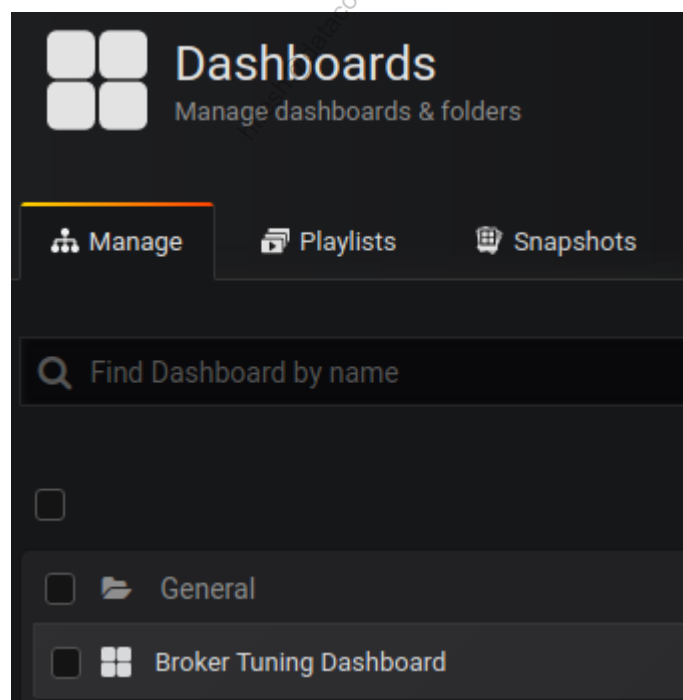 Dashboards
Manage dashboards & folders
Manage
Playlists
Snapshots
Find Dashboard by name
General
Broker Tuning Dashboard